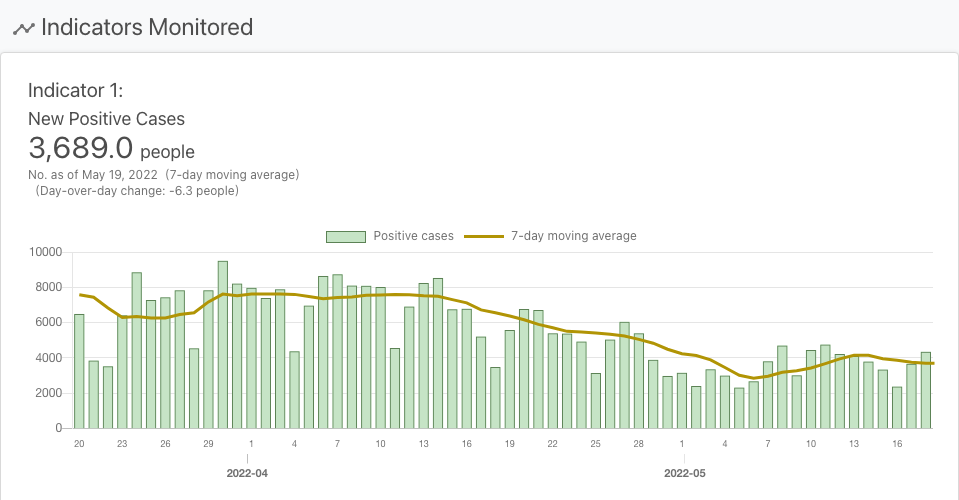 Indicators Monitored
Indicator 1:
New Positive Cases
3,689.0 people
No. as of May 19, 2022 (7-day moving average)
(Day-over-day change: -6.3 people)
Positive cases 7-day moving average
10000
8000
6000
4000
2000
0
20 23 26 29 1 4 7 10 13 16 19 22 25 28 1 4 7 10 13 16
2022-04 2022-05